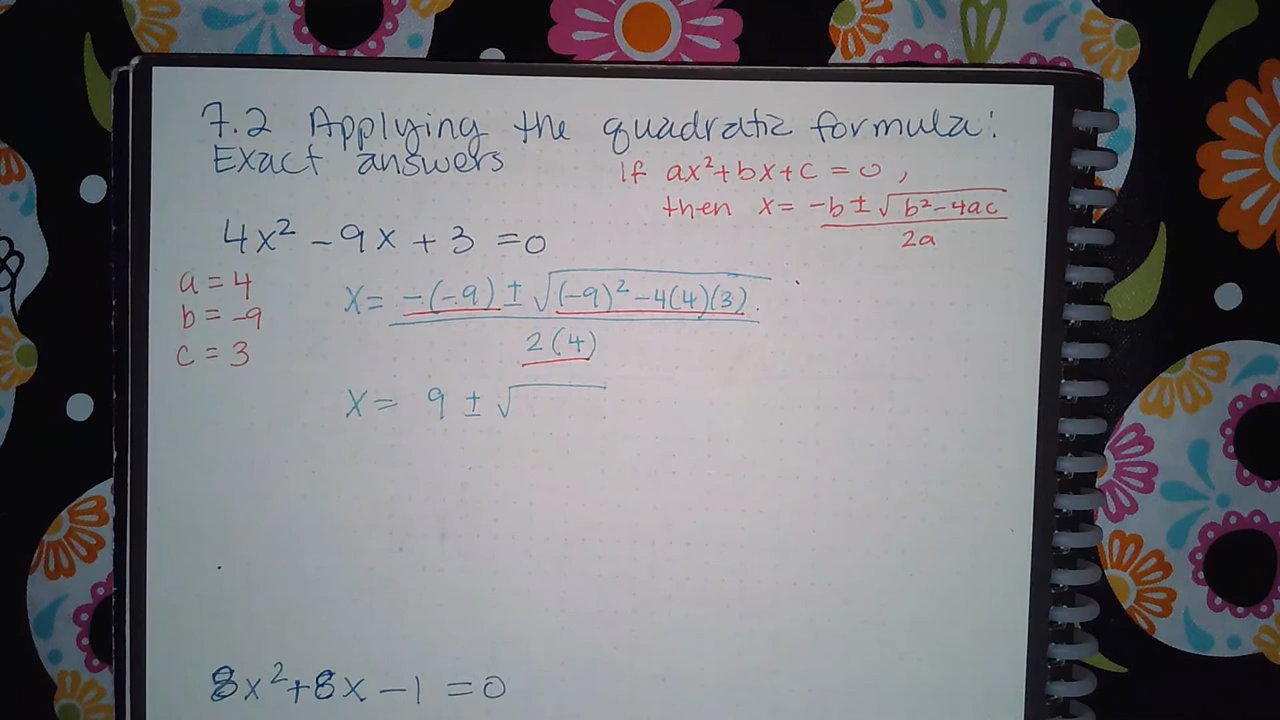 7.2 Applying the quadratic formula:
Exact answers
If ax²+bx+c = 0,
then x = -b ± √b²-4ac
2a
4x² - 9x + 3 = 0
a = 4
b = -9
c = 3
x = -(-9) ± √(-9)² - 4(4)(3).
2(4)
x = 9 ± √
8x² + 8x - 1 = 0